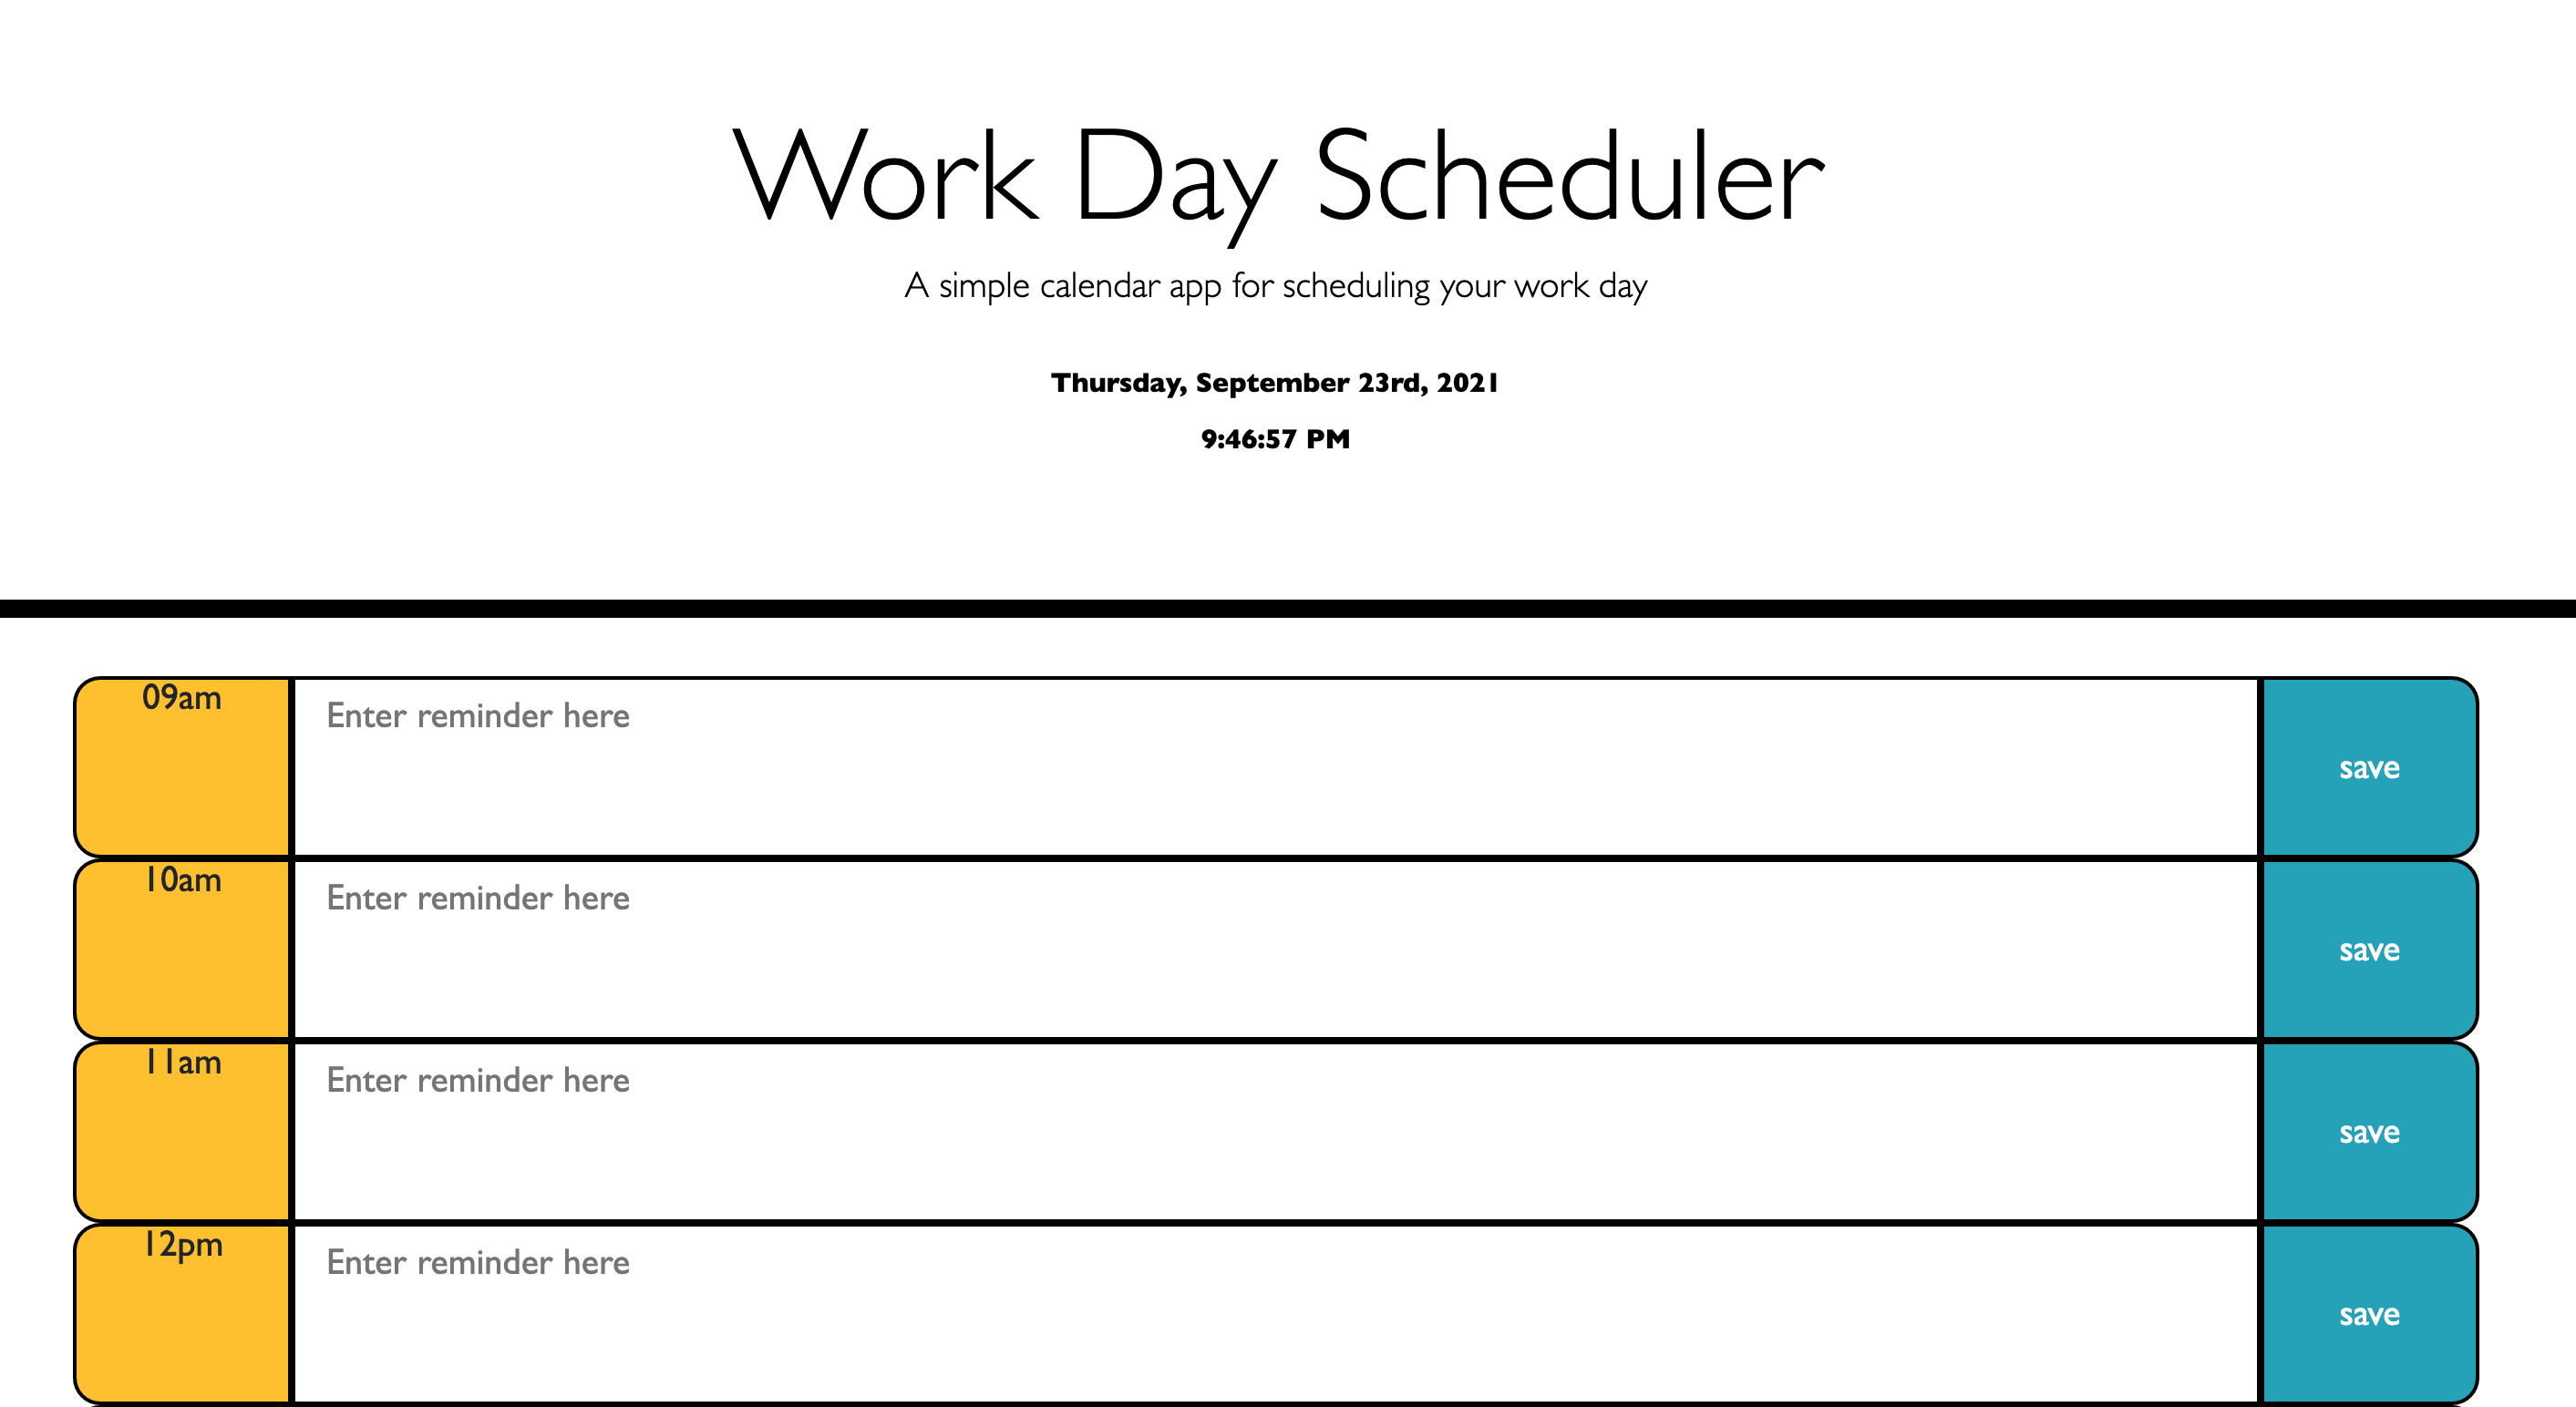 Work Day Scheduler
A simple calendar app for scheduling your work day
Thursday, September 23rd, 2021
9:46:57 PM
09am
Enter reminder here
save
10am
Enter reminder here
save
11am
Enter reminder here
save
12pm
Enter reminder here
save